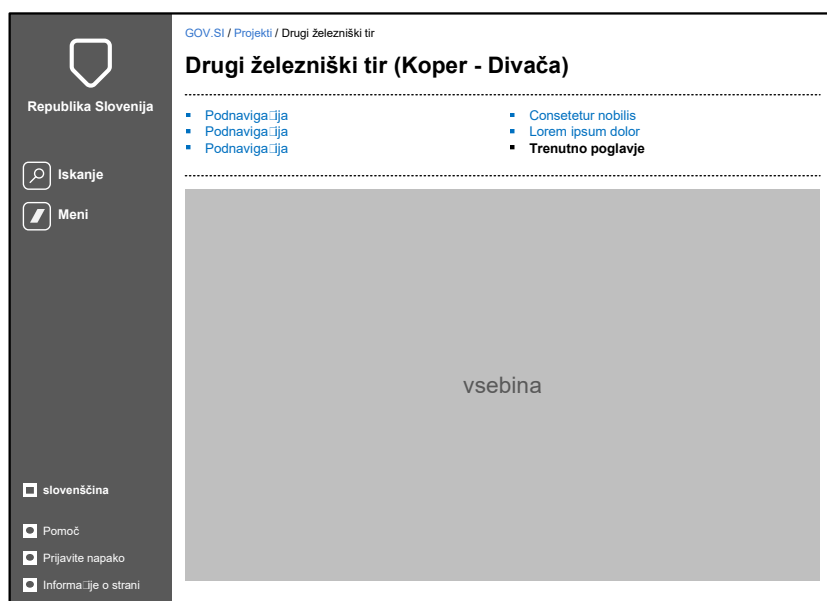 GOV.SI / Projekti / Drugi železniški tir
Drugi železniški tir (Koper - Divača)
Republika Slovenija
Iskanje
Meni
Podnaviga□ija
Podnaviga□ija
Podnaviga□ija
Consetetur nobilis
Lorem ipsum dolor
Trenutno poglavje
vsebina
slovenščina
Pomoč
Prijavite napako
Informa□ije o strani